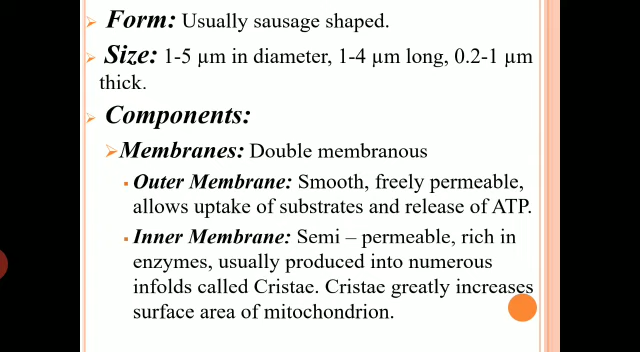 Form: Usually sausage shaped.
Size: 1-5 µm in diameter, 1-4 µm long, 0.2-1 µm
thick.
Components:
Membranes: Double membranous
Outer Membrane: Smooth, freely permeable,
allows uptake of substrates and release of ATP.
Inner Membrane: Semi – permeable, rich in
enzymes, usually produced into numerous
infolds called Cristae. Cristae greatly increases
surface area of mitochondrion.